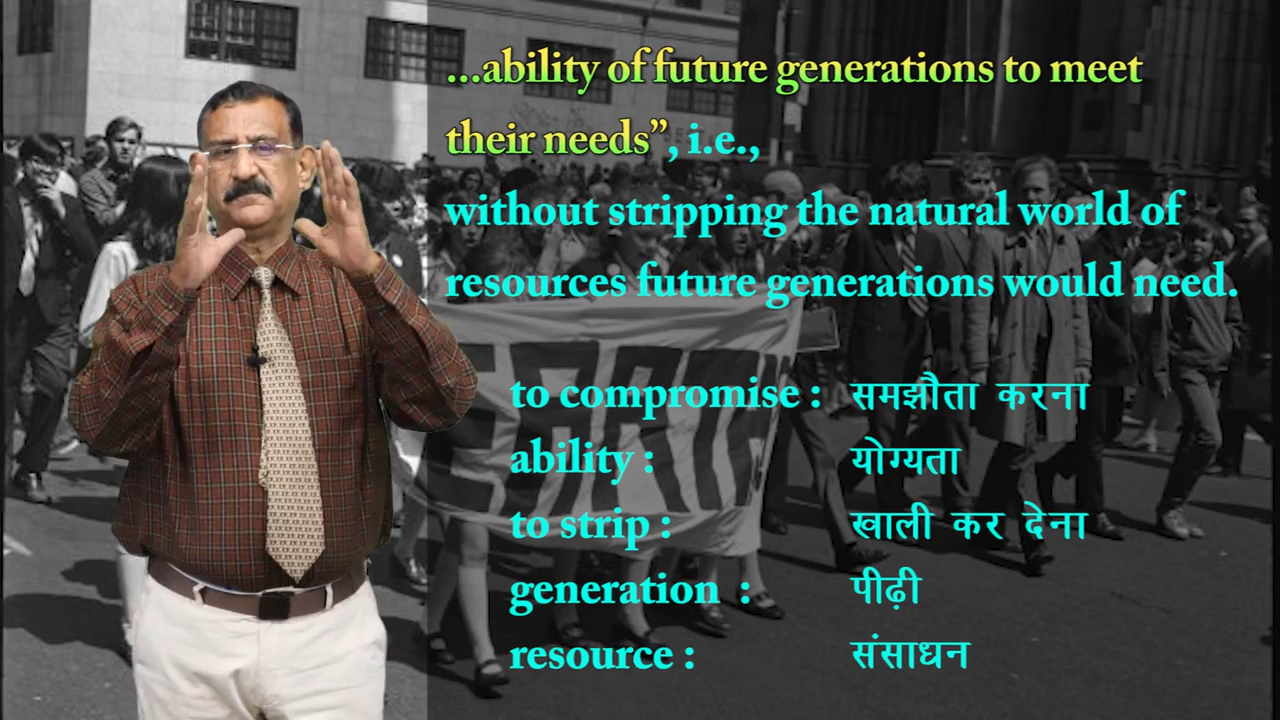 ...ability of future generations to meet
their needs”, i.e.,
without stripping the natural world of
resources future generations would need.
to compromise : समझौता करना
ability : योग्यता
to strip : खाली कर देना
generation : पीढ़ी
resource : संसाधन
EARTH